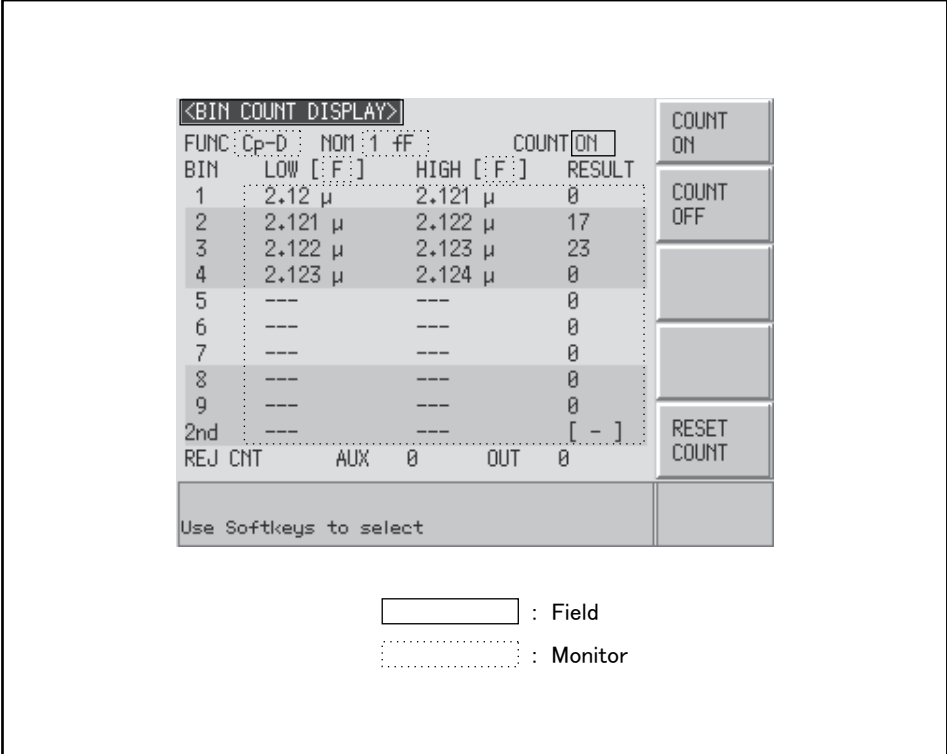 <BIN COUNT DISPLAY>
FUNC Cp-D NOM 1 fF COUNT ON
BIN LOW [ F ] HIGH [ F ] RESULT
1 2.12 μ 2.121 μ 0
2 2.121 μ 2.122 μ 17
3 2.122 μ 2.123 μ 23
4 2.123 μ 2.124 μ 0
5 --- --- 0
6 --- --- 0
7 --- --- 0
8 --- --- 0
9 --- --- 0
2nd --- --- [ - ]
REJ CNT AUX 0 OUT 0
Use Softkeys to select
COUNT
ON
COUNT
OFF
RESET
COUNT
: Field
: Monitor